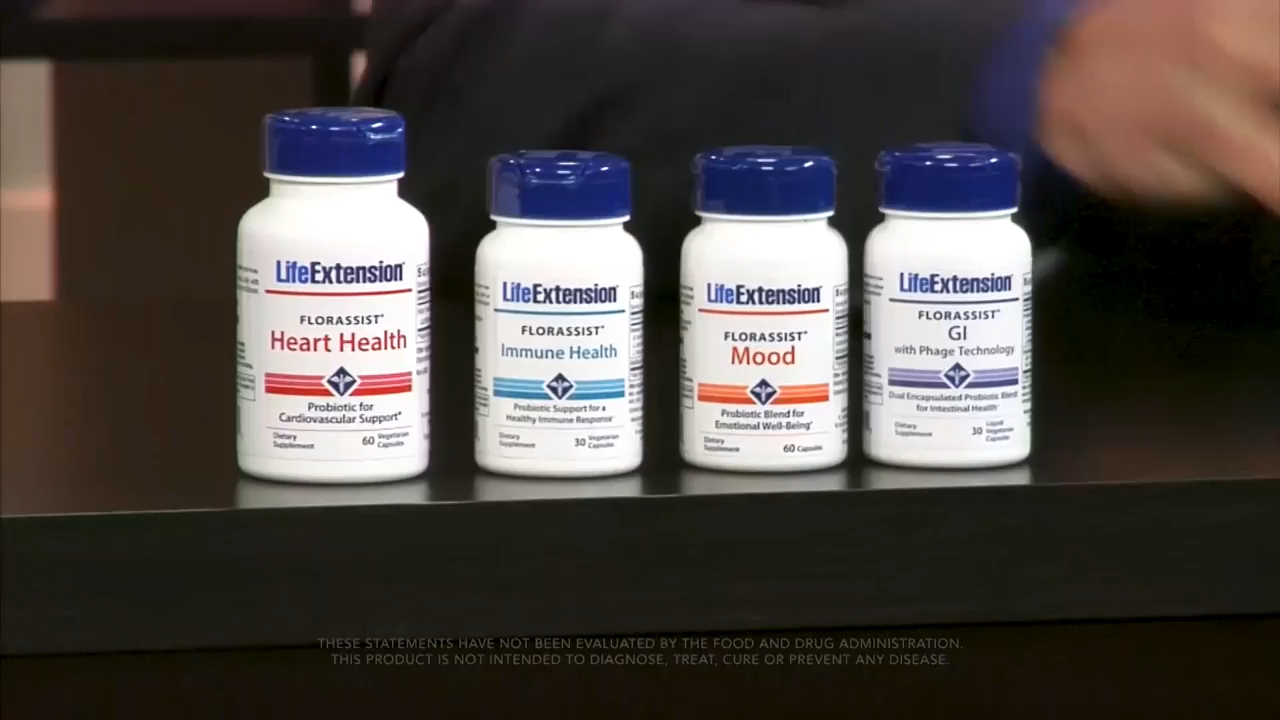 LifeExtension
FLORASSIST®
Heart Health
Probiotic for
Cardiovascular Support*
Dietary
Supplement
60 Vegetarian
Capsules
LifeExtension
FLORASSIST®
Immune Health
Probiotic Support for a
Healthy Immune Response*
Dietary
Supplement
30 Vegetarian
Capsules
LifeExtension
FLORASSIST®
Mood
Probiotic Blend for
Emotional Well-Being*
Dietary
Supplement
60 Capsules
LifeExtension
FLORASSIST®
GI
with Phage Technology
Dual Encapsulated Probiotic Blend
for Intestinal Health*
Dietary
Supplement
30 Liquid
Vegetarian
Capsules
THESE STATEMENTS HAVE NOT BEEN EVALUATED BY THE FOOD AND DRUG ADMINISTRATION.
THIS PRODUCT IS NOT INTENDED TO DIAGNOSE, TREAT, CURE OR PREVENT ANY DISEASE.